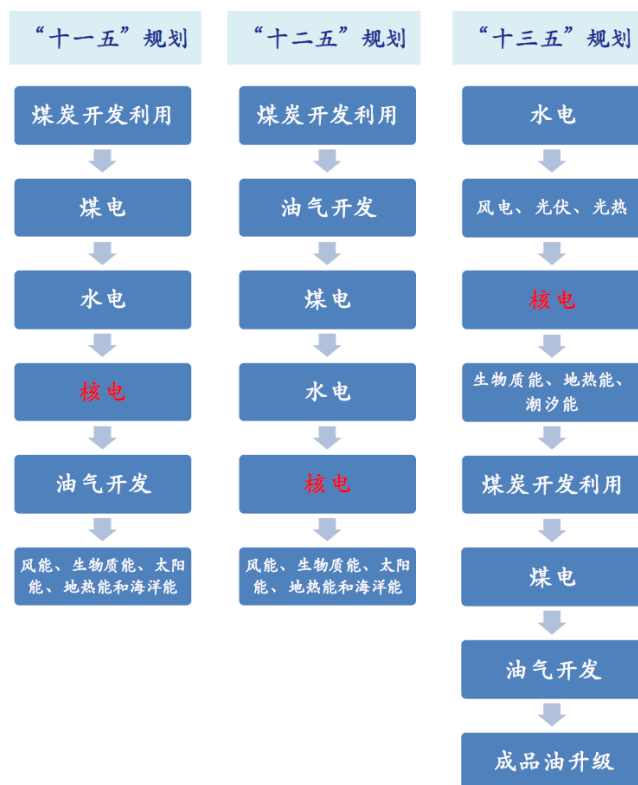 “十一五”规划
煤炭开发利用
煤电
水电
核电
油气开发
风能、生物质能、太阳
能、地热能和海洋能
“十二五”规划
煤炭开发利用
油气开发
煤电
水电
核电
风能、生物质能、太阳
能、地热能和海洋能
“十三五”规划
水电
风电、光伏、光热
核电
生物质能、地热能、
潮汐能
煤炭开发利用
煤电
油气开发
成品油升级